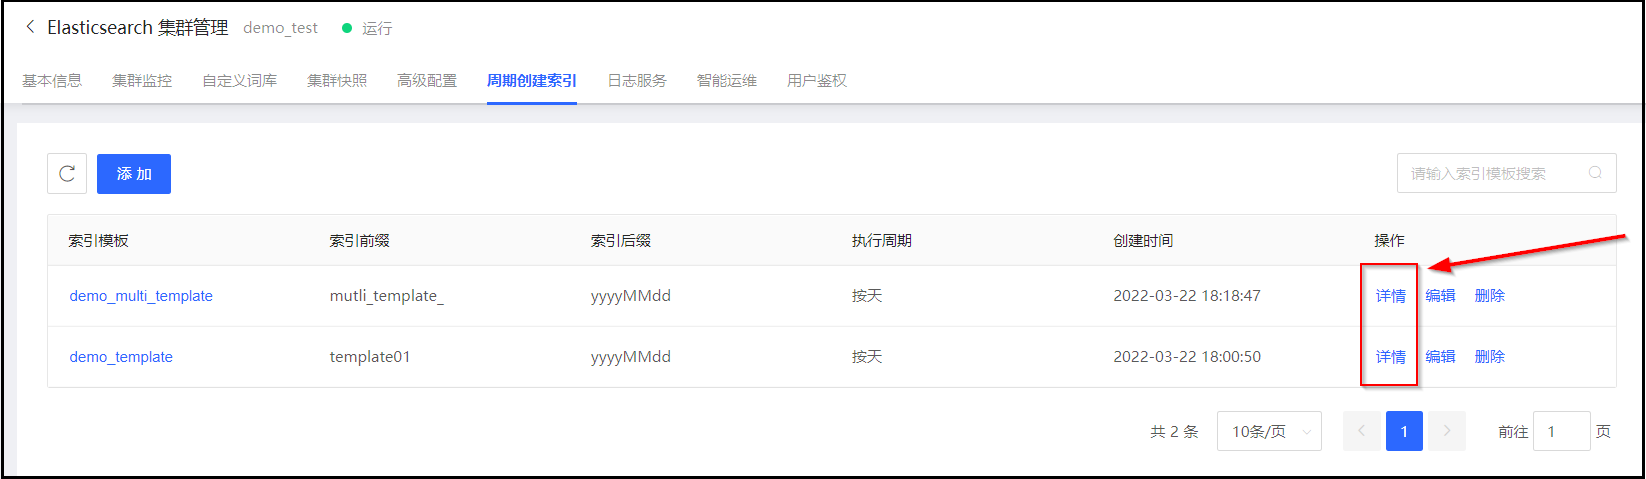 Elasticsearch 集群管理 demo_test 运行
基本信息 集群监控 自定义词库 集群快照 高级配置 周期创建索引 日志服务 智能运维 用户鉴权
添加 请输入索引模板搜索
索引模板 索引前缀 索引后缀 执行周期 创建时间 操作
demo_multi_template mutli_template_ yyyyMMdd 按天 2022-03-22 18:18:47 详情 编辑 删除
demo_template template01 yyyyMMdd 按天 2022-03-22 18:00:50 详情 编辑 删除
共 2 条 10条/页 1 前往 1 页